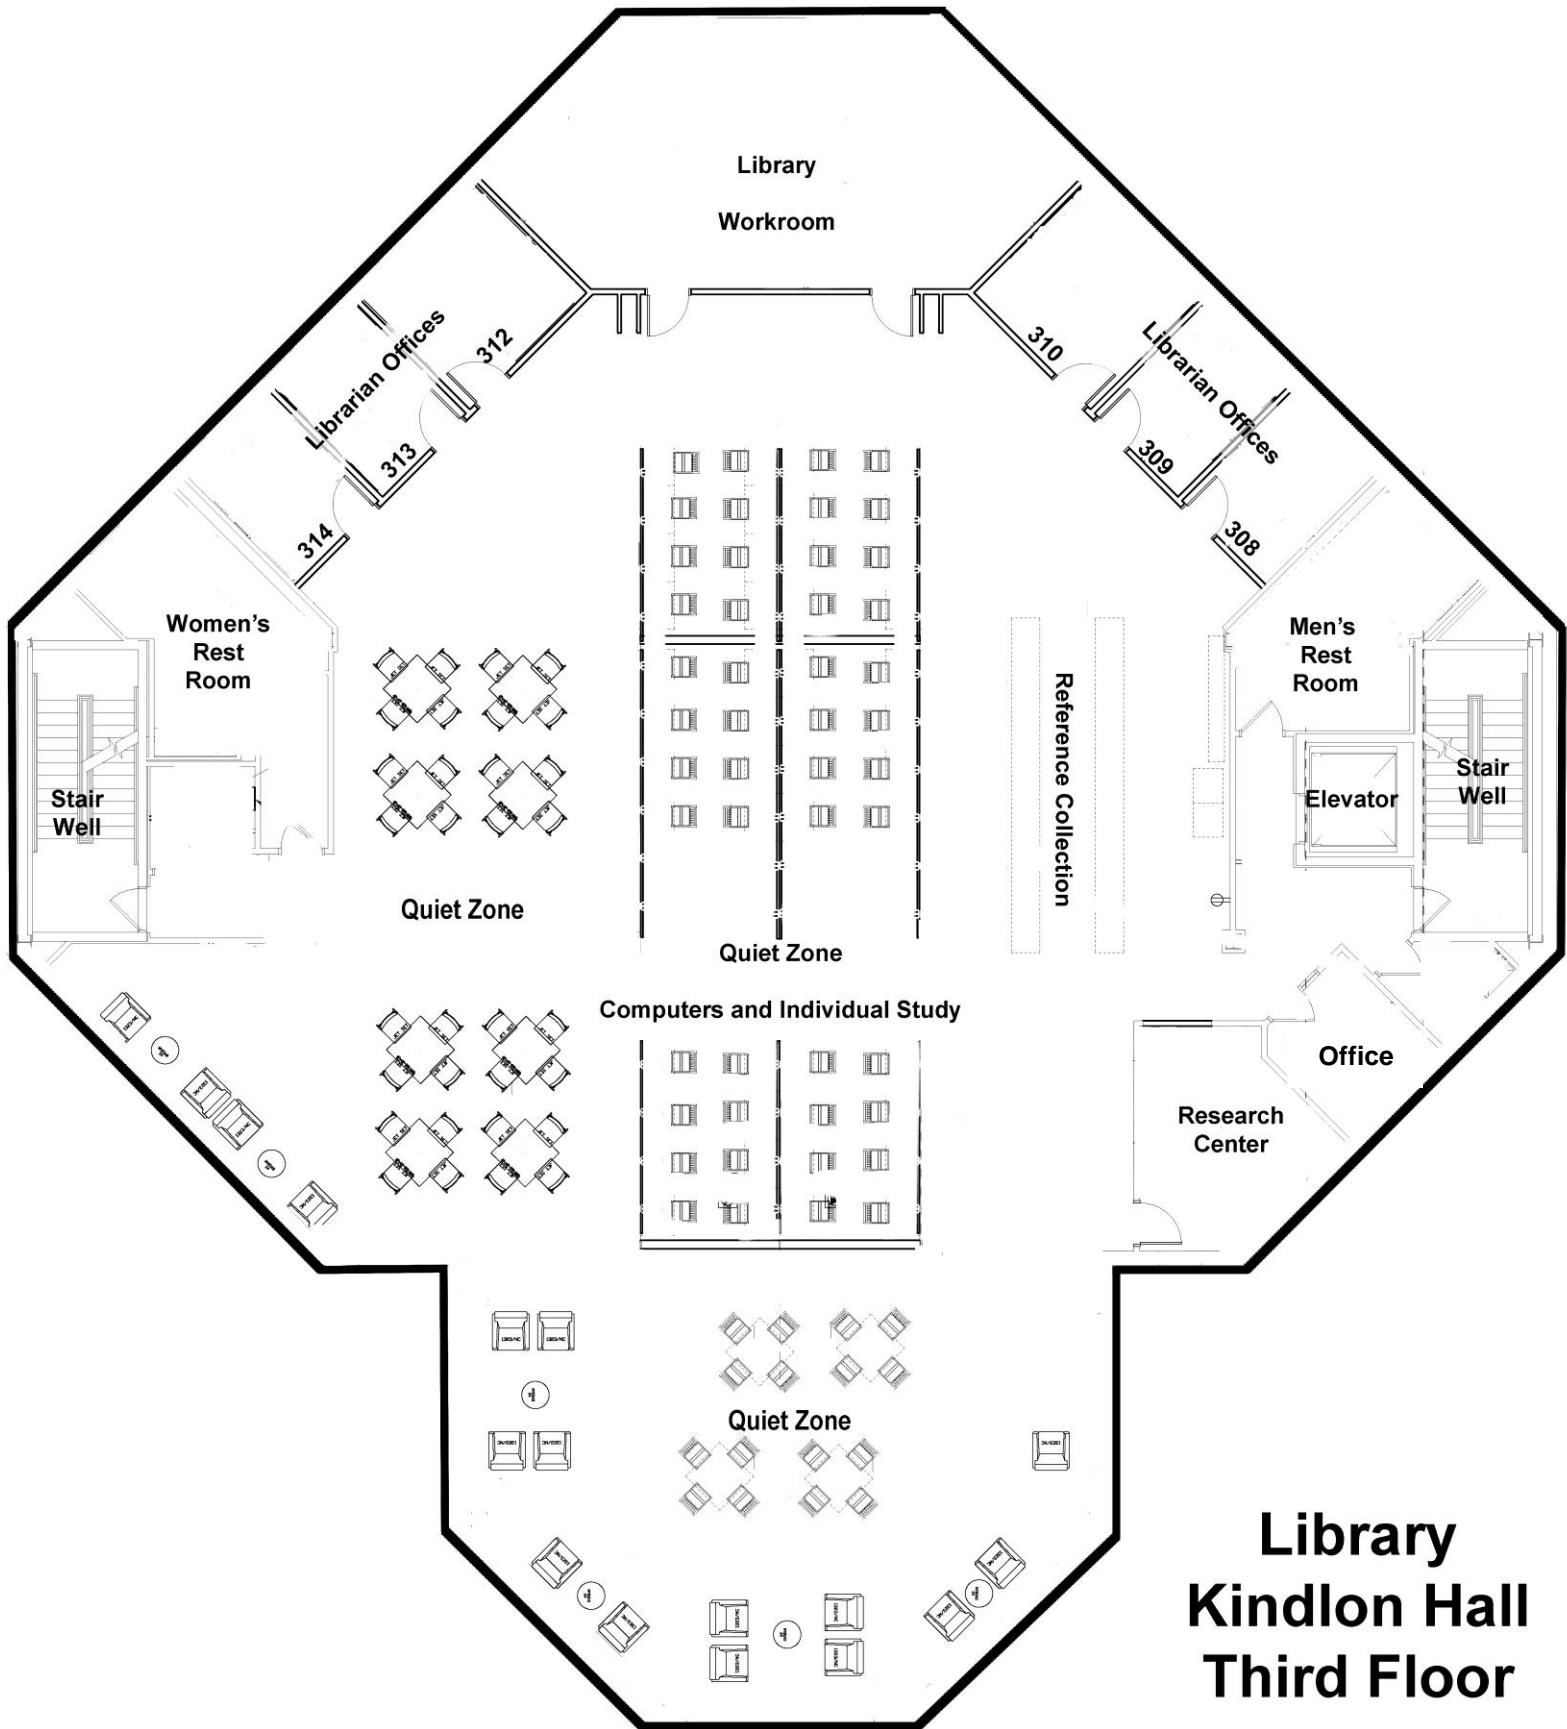 Library
Workroom
Librarian Offices
312
313
314
310
Librarian Offices
309
308
Women's
Rest
Room
Men's
Rest
Room
Stair
Well
Reference Collection
Elevator
Stair
Well
Quiet Zone
Quiet Zone
Computers and Individual Study
Office
Research
Center
Quiet Zone
Library
Kindlon Hall
Third Floor